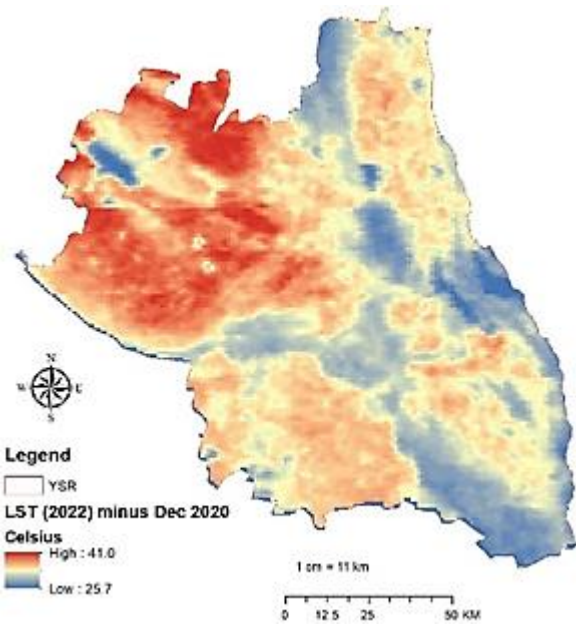 N
W E
S
Legend
YSR
LST (2022) minus Dec 2020
Celsius
High : 41.0
Low : 25.7
1 cm = 11 km
0 12.5 25 50 KM